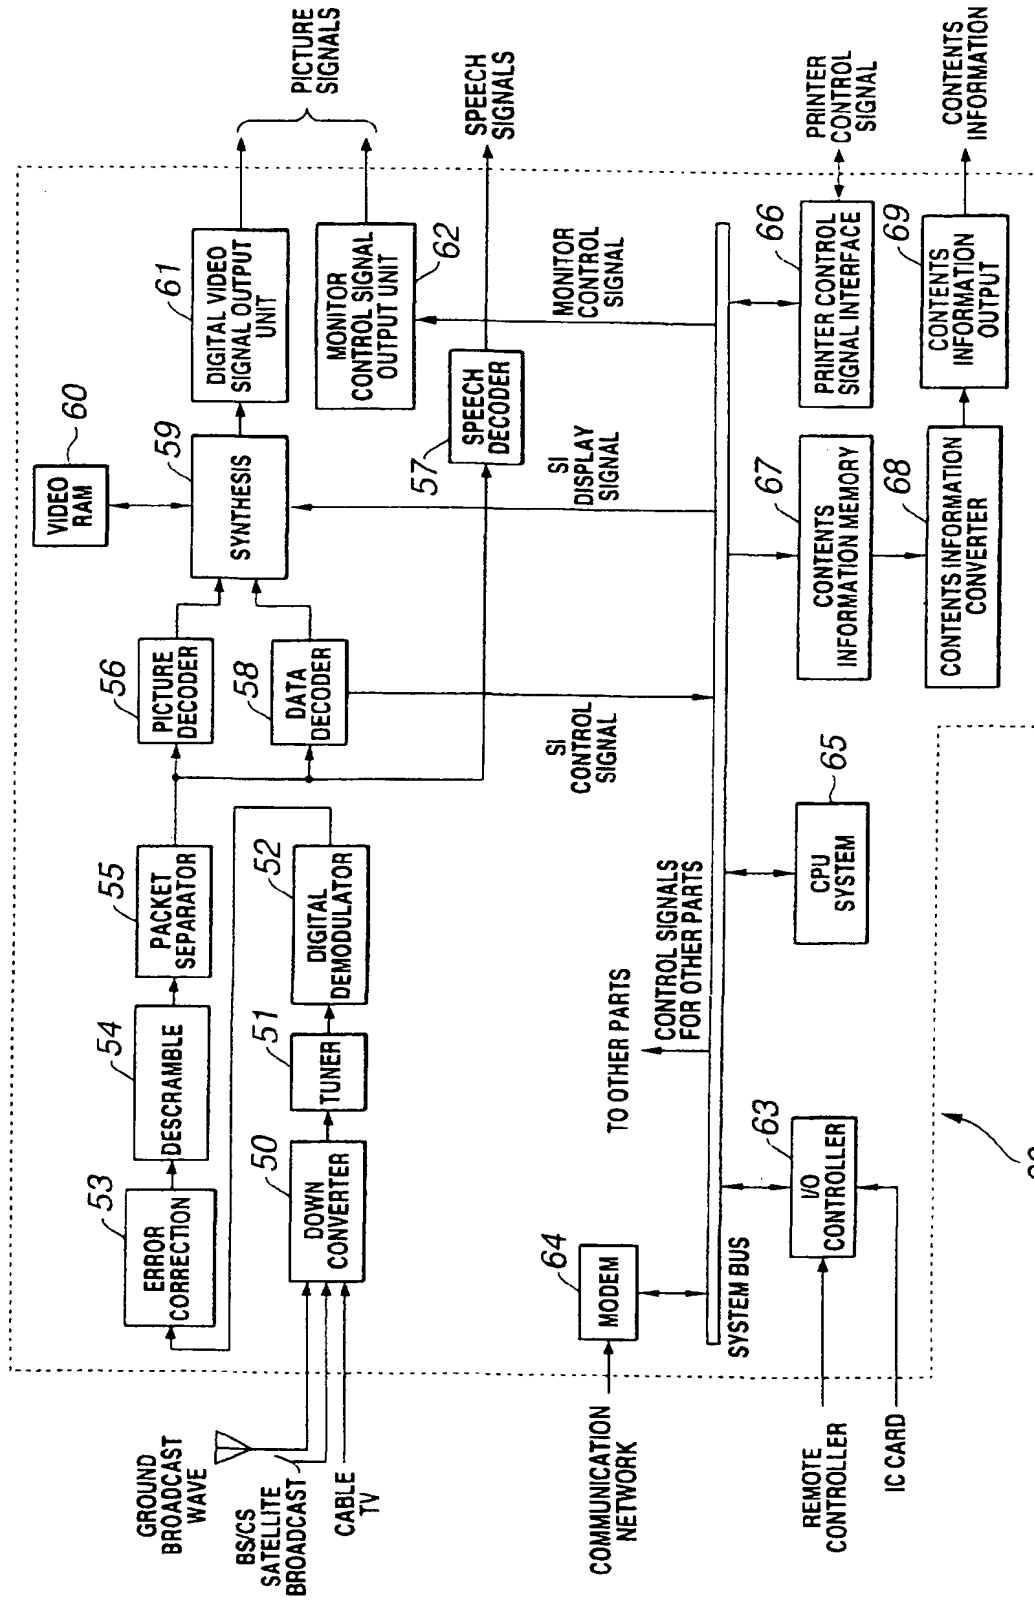 GROUND
BROADCAST
WAVE
BS/CS
SATELLITE
BROADCAST
CABLE
TV
53
ERROR
CORRECTION
54
DESCRAMBLE
55
PACKET
SEPARATOR
50
DOWN
CONVERTER
51
TUNER
52
DIGITAL
DEMODULATOR
56
PICTURE
DECODER
58
DATA
DECODER
60
VIDEO
RAM
59
SYNTHESIS
61
DIGITAL VIDEO
SIGNAL OUTPUT
UNIT
MONITOR
CONTROL SIGNAL
OUTPUT UNIT
62
PICTURE
SIGNALS
57
SPEECH
DECODER
SPEECH
SIGNALS
SI
CONTROL
SIGNAL
SI
DISPLAY
SIGNAL
MONITOR
CONTROL
SIGNAL
COMMUNICATION
NETWORK
64
MODEM
TO OTHER PARTS
CONTROL SIGNALS
FOR OTHER PARTS
SYSTEM BUS
REMOTE
CONTROLLER
IC CARD
63
I/O
CONTROLLER
65
CPU
SYSTEM
67
CONTENTS
INFORMATION MEMORY
68
CONTENTS INFORMATION
CONVERTER
66
PRINTER CONTROL
SIGNAL INTERFACE
69
CONTENTS
INFORMATION
OUTPUT
PRINTER
CONTROL
SIGNAL
CONTENTS
INFORMATION